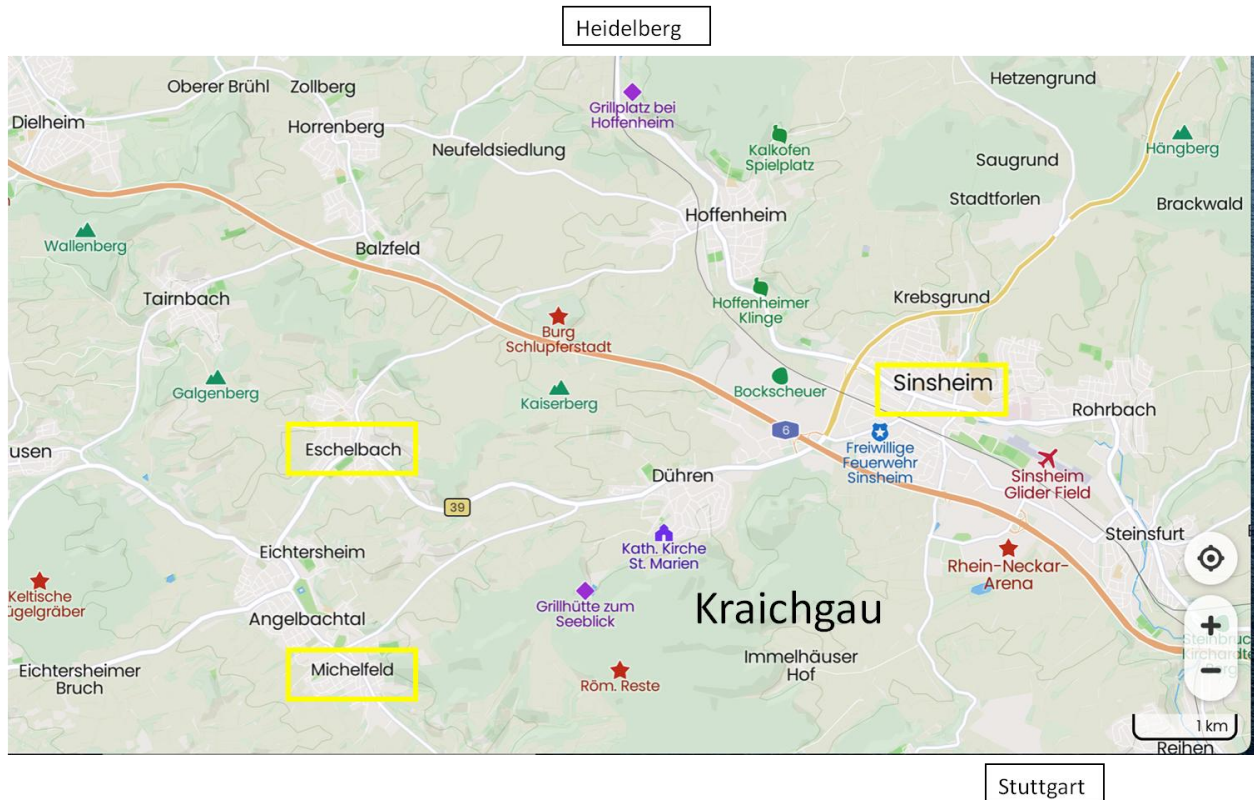 Heidelberg
Hetzengrund
Oberer Brühl
Zollberg
Grillplatz bei
Hoffenheim
Dielheim
Horrenberg
Neufeldsiedlung
Kalkofen
Spielplatz
Hängberg
Saugrund
Stadtforlen
Brackwald
Hoffenheim
Wallenberg
Balzfeld
Tairnbach
Hoffenheimer
Klinge
Krebsgrund
Burg
Schlupferstadt
Galgenberg
Kaiserberg
Bockscheuer
Sinsheim
Rohrbach
6
Eschelbach
usen
Freiwillige
Feuerwehr
Sinsheim
Dühren
Sinsheim
Glider Field
39
Steinsfurt
Eichtersheim
Kath. Kirche
St. Marien
Rhein-Neckar-
Arena
Keltische
ügelgräber
Grillhütte zum
Seeblick
Kraichgau
Angelbachtal
Michelfeld
Eichtersheimer
Bruch
Röm. Reste
Immelhäuser
Hof
+
Steinbruc
Kirchardte
Berg
−
1 km
Reihen
Stuttgart